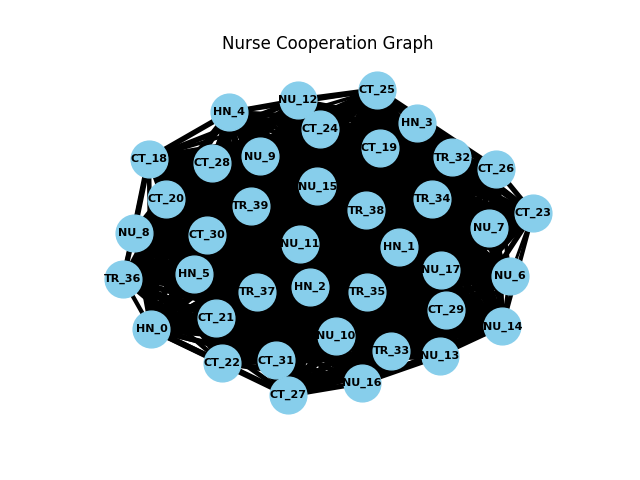 Nurse Cooperation Graph
CT_25
NU_12
HN_4
HN_3
CT_24
CT_19
NU_9
TR_32
CT_18
CT_28
CT_26
NU_15
CT_20
TR_34
TR_39
TR_38
CT_23
NU_7
NU_8
CT_30
NU_11
HN_1
NU_17
HN_5
NU_6
TR_36
HN_2
TR_37
TR_35
CT_29
CT_21
NU_14
HN_0
NU_10
TR_33
NU_13
CT_31
CT_22
NU_16
CT_27